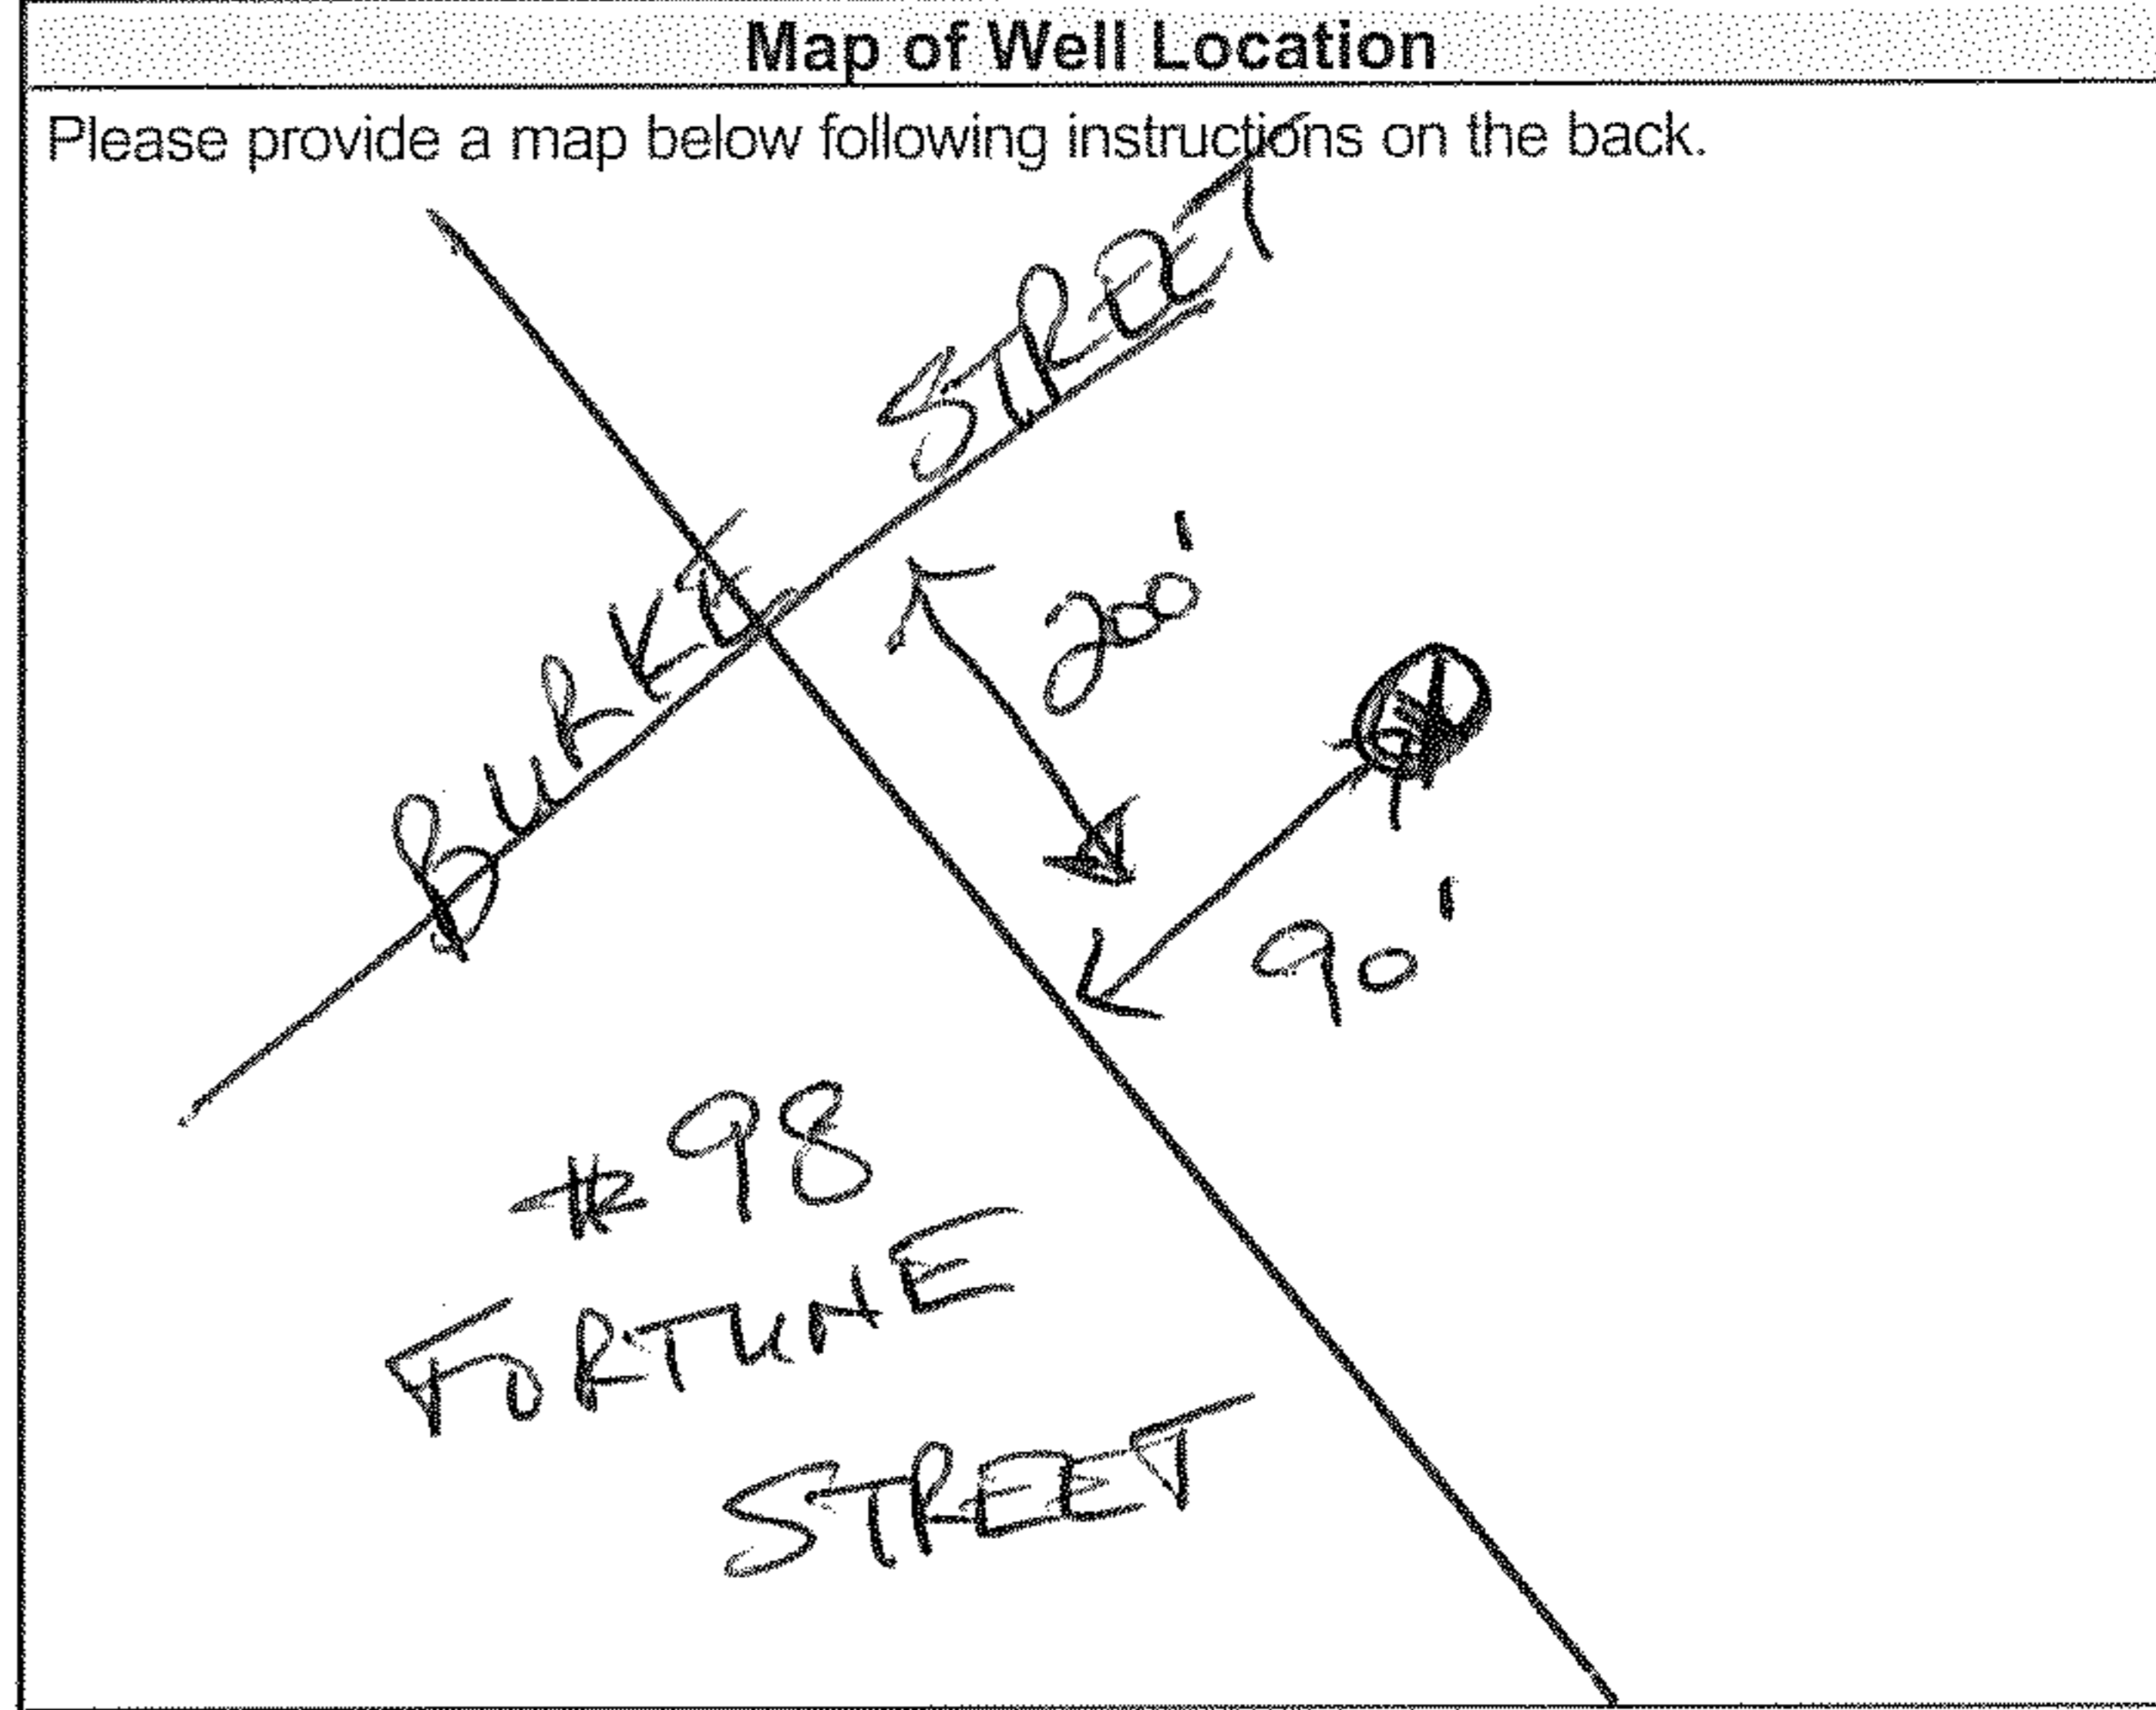 Map of Well Location
Please provide a map below following instructions on the back.
BURKE STREET
200'
90'
#98
FORTUNE
STREET